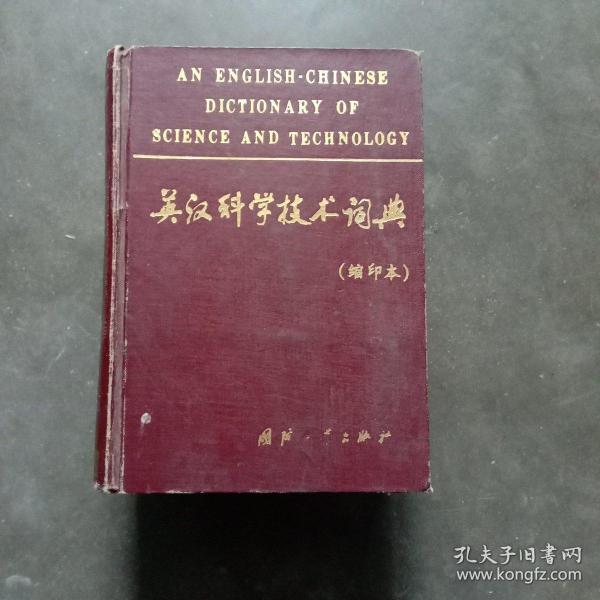 AN ENGLISH-CHINESE
DICTIONARY OF
SCIENCE AND TECHNOLOGY
英汉科学技术词典
(缩印本)
国防工业出版社
孔夫子旧书网
www.kongfz.com